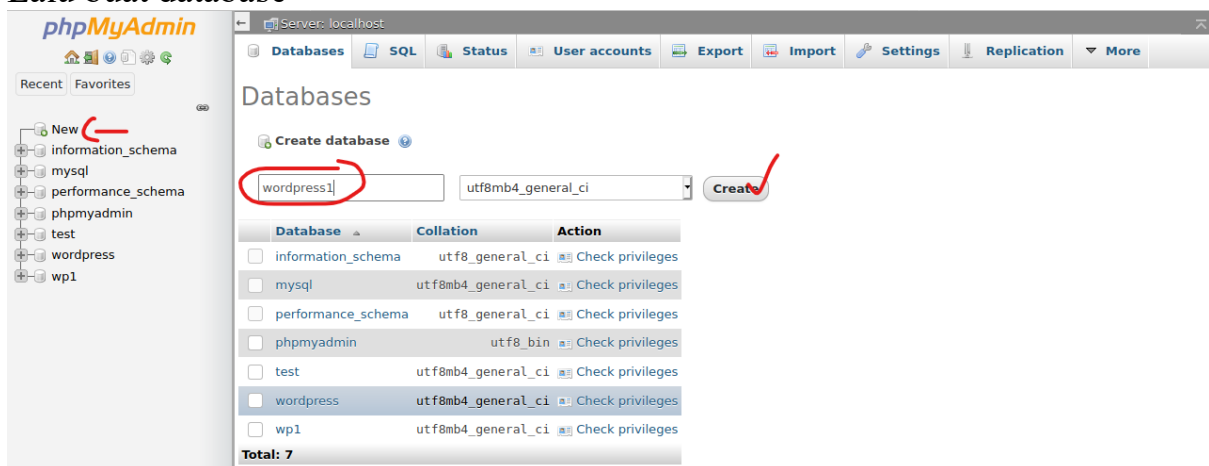 Lalu buat database
phpMyAdmin
Recent Favorites
New
information_schema
mysql
performance_schema
phpmyadmin
test
wordpress
wp1
Server: localhost
Databases SQL Status User accounts Export Import Settings Replication More
Databases
Create database
wordpress1 utf8mb4_general_ci Create
Database Collation Action
information_schema utf8_general_ci Check privileges
mysql utf8mb4_general_ci Check privileges
performance_schema utf8_general_ci Check privileges
phpmyadmin utf8_bin Check privileges
test utf8mb4_general_ci Check privileges
wordpress utf8mb4_general_ci Check privileges
wp1 utf8mb4_general_ci Check privileges
Total: 7